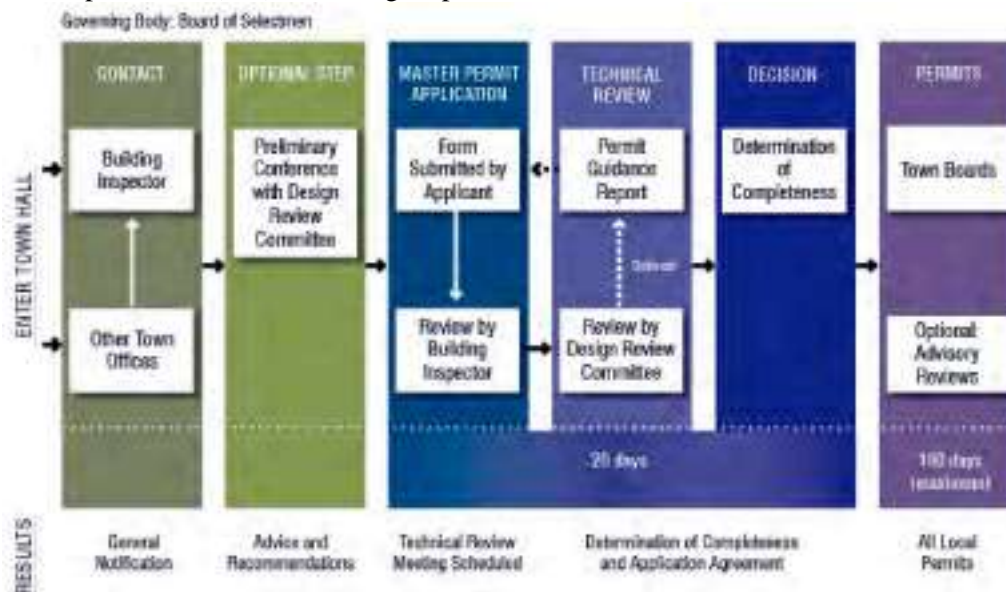 Governing Body: Board of Selectmen
CONTACT
OPTIONAL STEP
MASTER PERMIT
APPLICATION
TECHNICAL
REVIEW
DECISION
PERMITS
ENTER TOWN HALL
Building
Inspector
Preliminary
Conference
with Design
Review
Committee
Form
Submitted by
Applicant
Permit
Guidance
Report
Determination
of
Completeness
Town Boards
Other Town
Offices
Review by
Building
Inspector
Review by
Design Review
Committee
Optional:
Advisory
Reviews
20 days
180 days
RESULTS
General
Notification
Advice and
Recommendations
Technical Review
Meeting Scheduled
Determination of Completeness
and Application Agreement
All Local
Permits